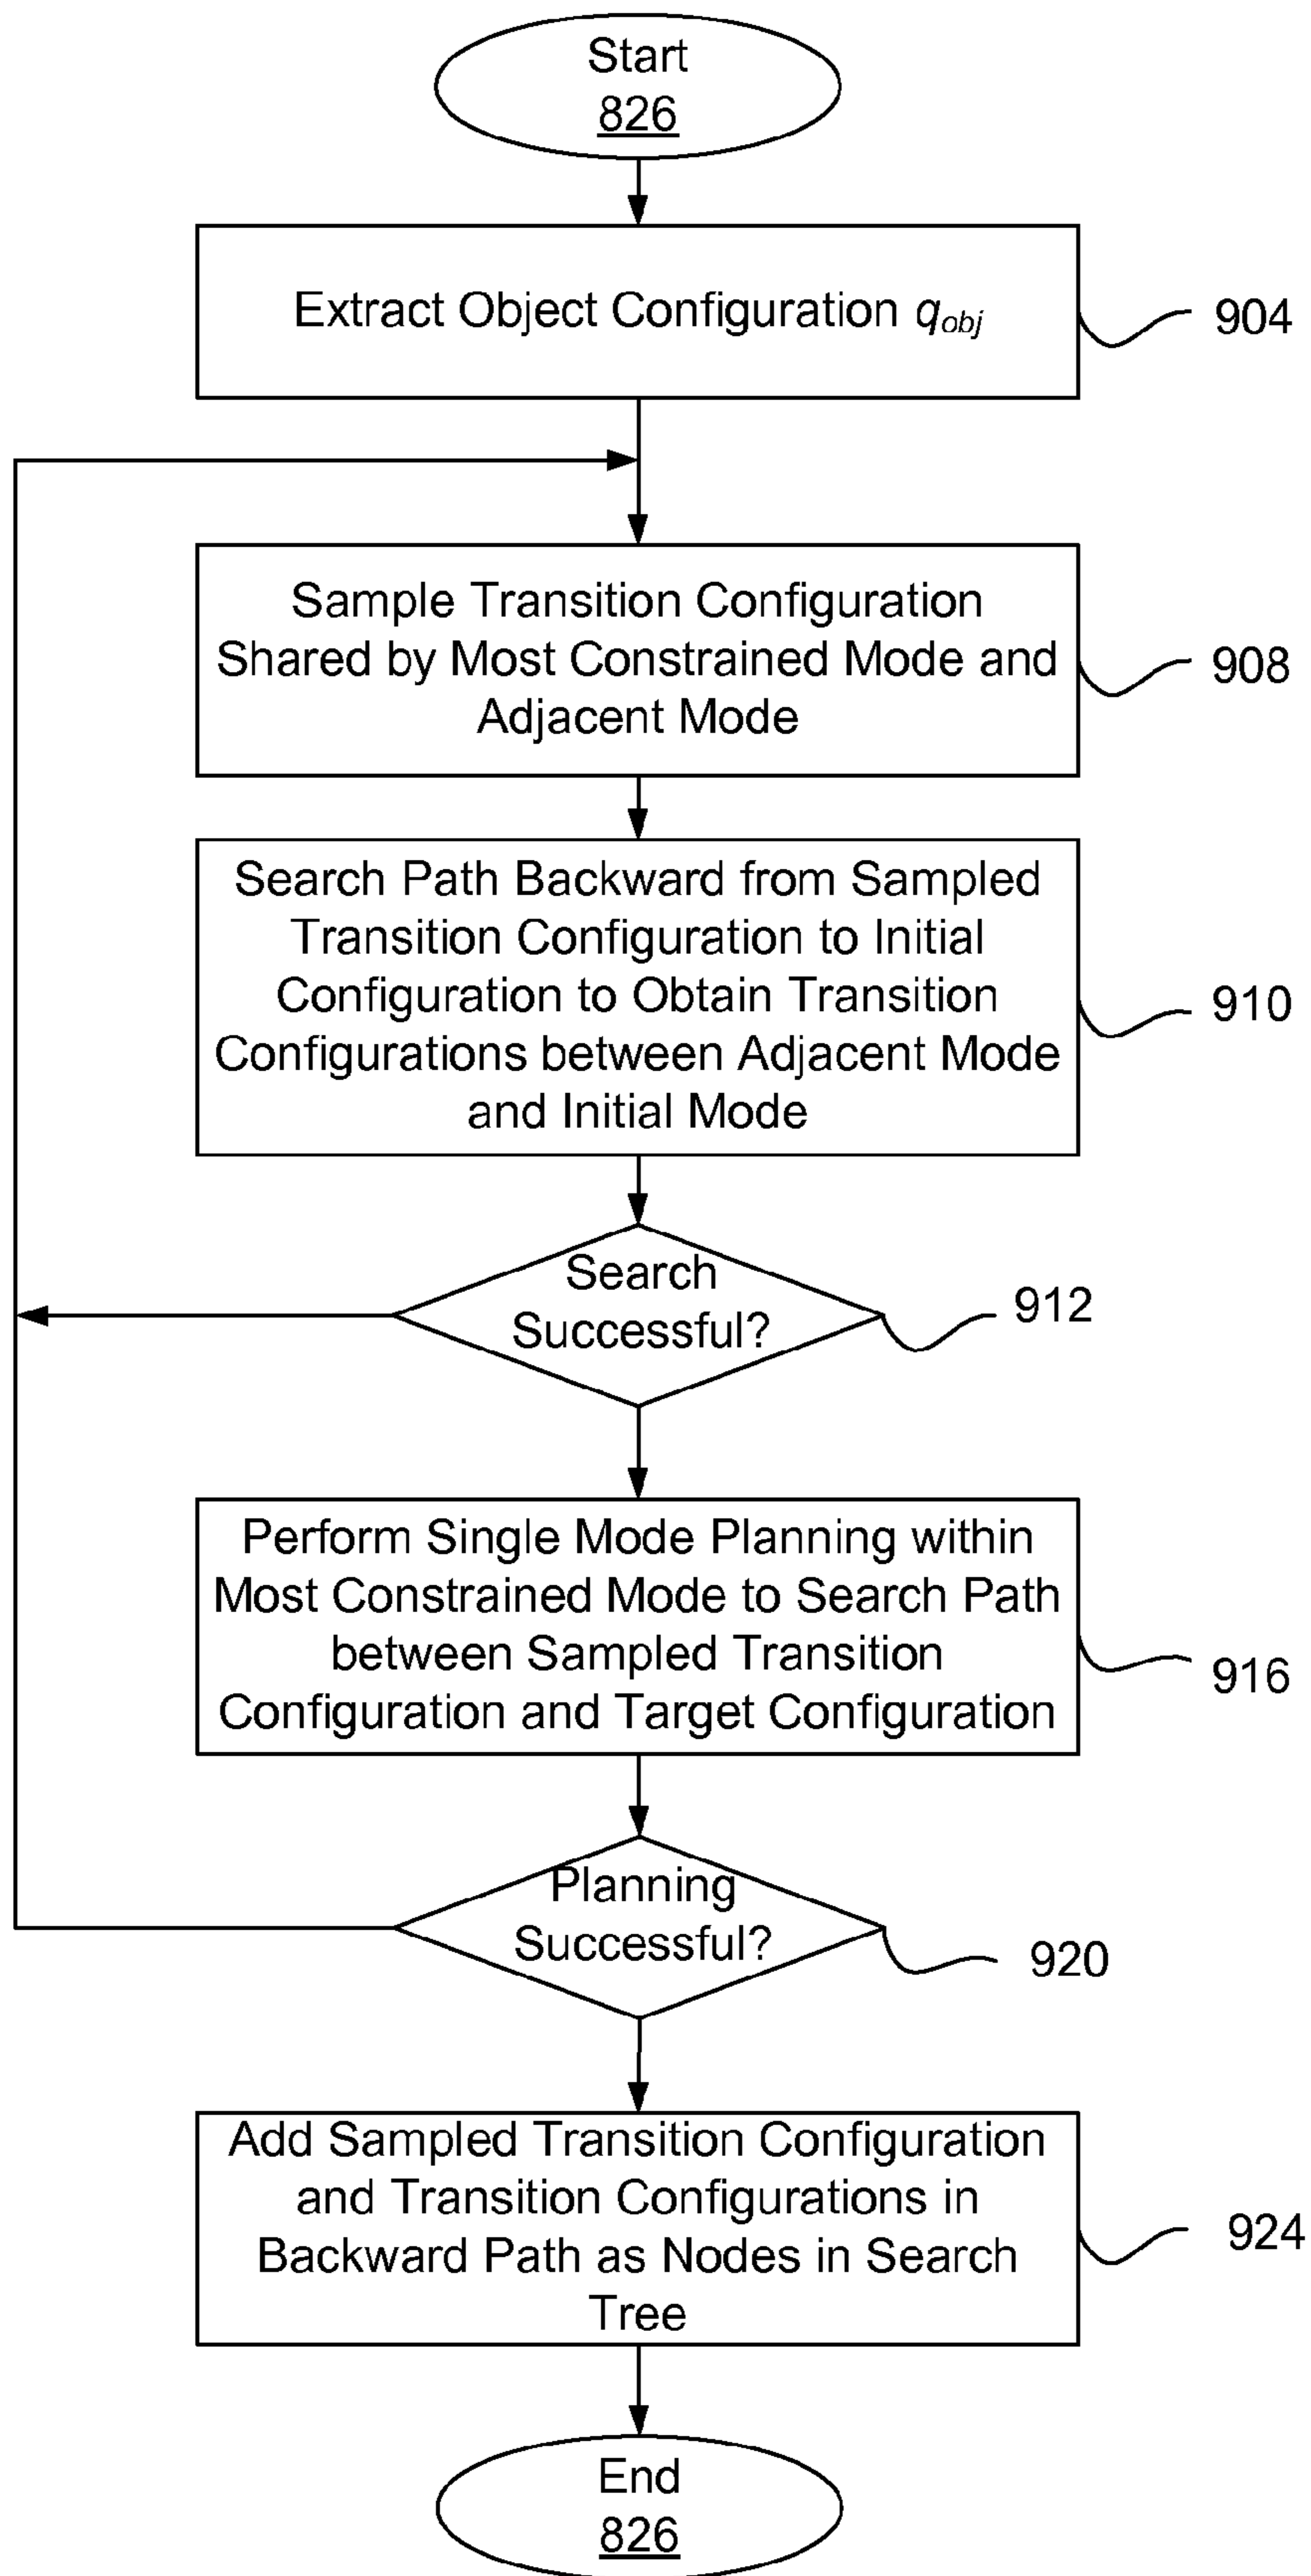 Start
826
Extract Object Configuration qobj
904
Sample Transition Configuration
Shared by Most Constrained Mode and
Adjacent Mode
908
Search Path Backward from Sampled
Transition Configuration to Initial
Configuration to Obtain Transition
Configurations between Adjacent Mode
and Initial Mode
910
Search
Successful?
912
Perform Single Mode Planning within
Most Constrained Mode to Search Path
between Sampled Transition
Configuration and Target Configuration
916
Planning
Successful?
920
Add Sampled Transition Configuration
and Transition Configurations in
Backward Path as Nodes in Search
Tree
924
End
826